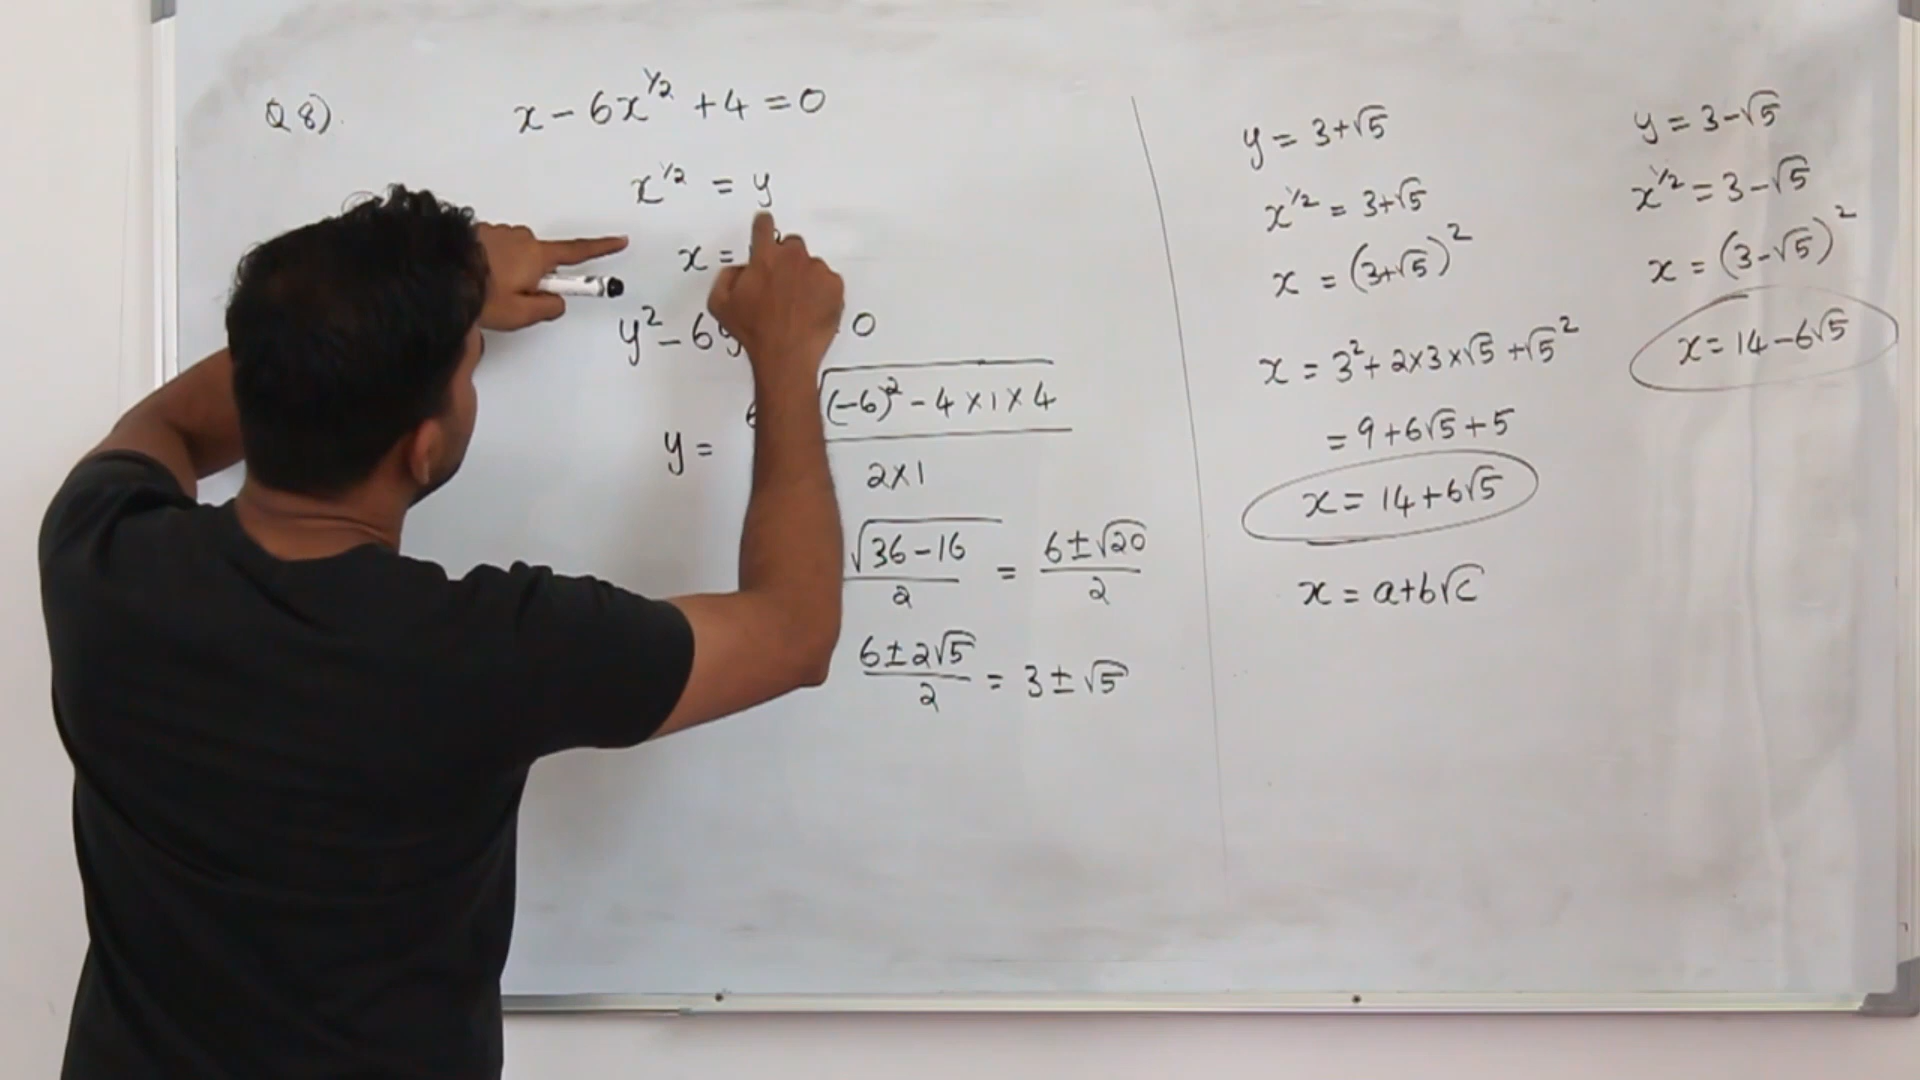 Q 8). x - 6x^1/2 + 4 = 0
x^1/2 = y
x =
y² - 6y 0
y = 6 √(-6)² - 4 × 1 × 4
2×1
√36 - 16 / 2 = 6 ± √20 / 2
6 ± 2√5 / 2 = 3 ± √5
y = 3+√5
x^1/2 = 3+√5
x = (3+√5)²
x = 3² + 2×3×√5 + √5²
= 9 + 6√5 + 5
x = 14 + 6√5
x = a+b√c
y = 3-√5
x^1/2 = 3-√5
x = (3-√5)²
x = 14 - 6√5